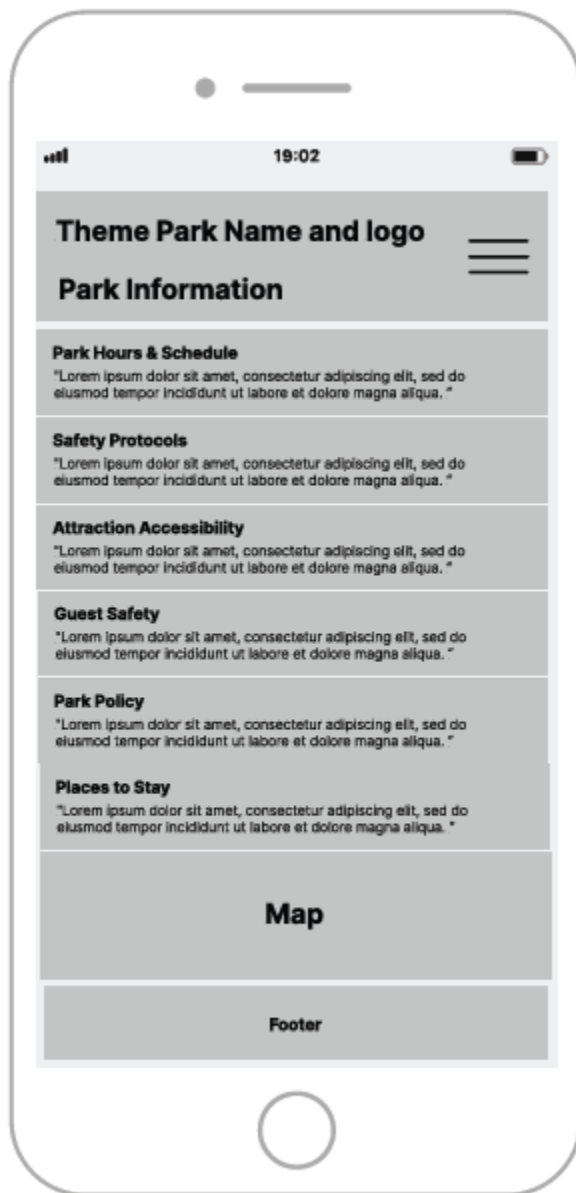 19:02
Theme Park Name and logo
Park Information
Park Hours & Schedule
"Lorem ipsum dolor sit amet, consectetur adipiscing elit, sed do
eiusmod tempor incididunt ut labore et dolore magna aliqua. "
Safety Protocols
"Lorem ipsum dolor sit amet, consectetur adipiscing elit, sed do
eiusmod tempor incididunt ut labore et dolore magna aliqua. "
Attraction Accessibility
"Lorem ipsum dolor sit amet, consectetur adipiscing elit, sed do
eiusmod tempor incididunt ut labore et dolore magna aliqua. "
Guest Safety
"Lorem ipsum dolor sit amet, consectetur adipiscing elit, sed do
eiusmod tempor incididunt ut labore et dolore magna aliqua. "
Park Policy
"Lorem ipsum dolor sit amet, consectetur adipiscing elit, sed do
eiusmod tempor incididunt ut labore et dolore magna aliqua. "
Places to Stay
"Lorem ipsum dolor sit amet, consectetur adipiscing elit, sed do
eiusmod tempor incididunt ut labore et dolore magna aliqua. "
Map
Footer